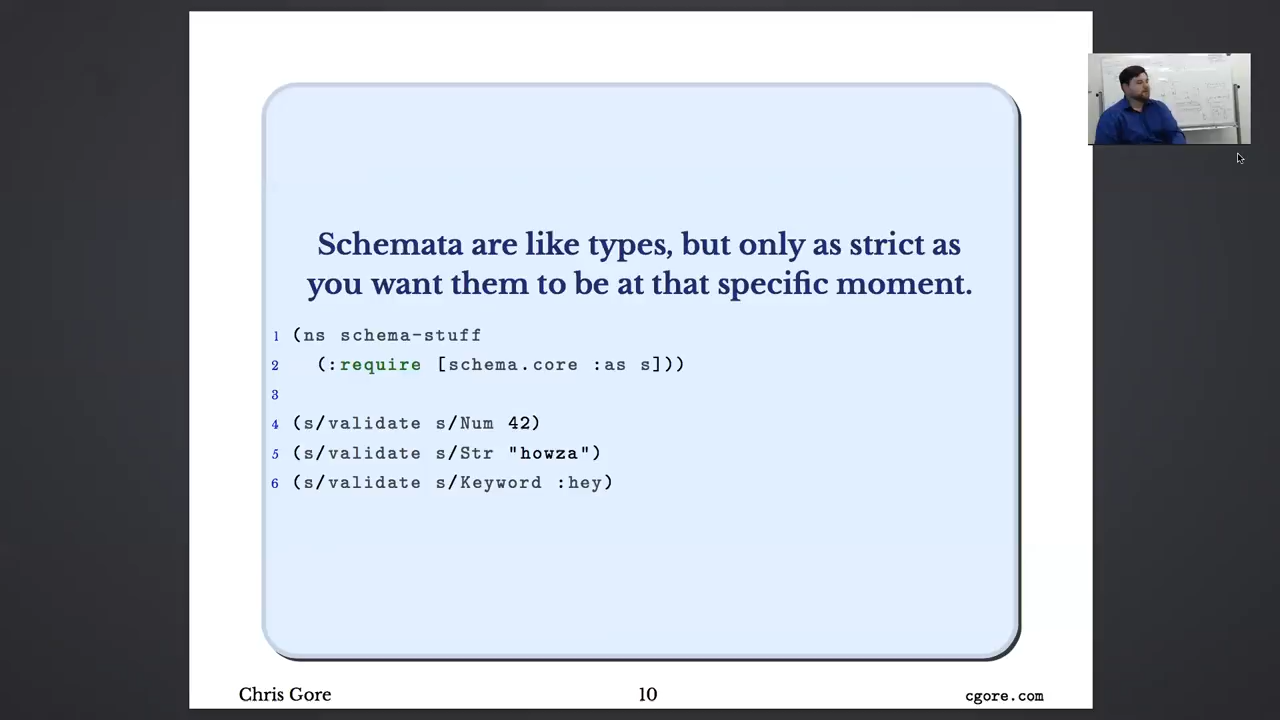 Schemata are like types, but only as strict as
you want them to be at that specific moment.
1 (ns schema-stuff
2 (:require [schema.core :as s]))
3
4 (s/validate s/Num 42)
5 (s/validate s/Str "howza")
6 (s/validate s/Keyword :hey)
Chris Gore 10 cgore.com